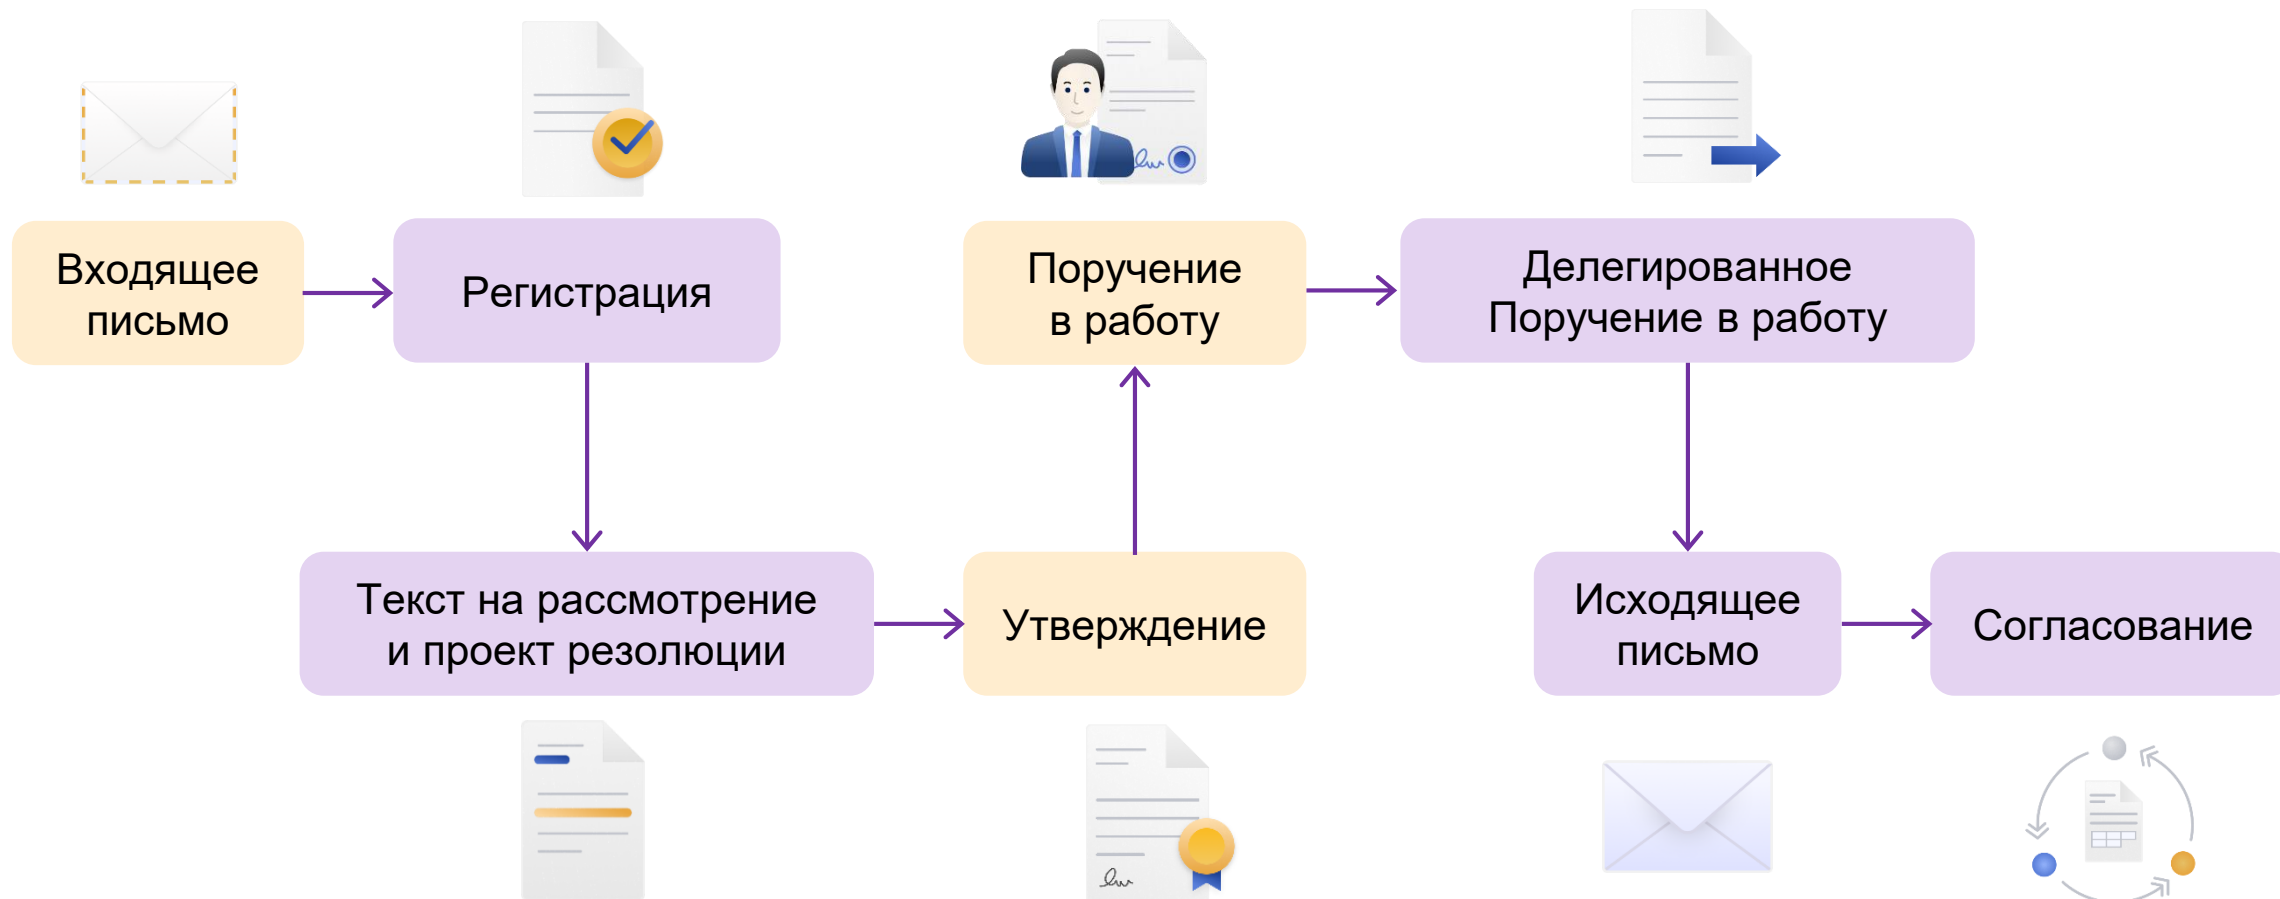 Входящее
письмо
Регистрация
Текст на рассмотрение
и проект резолюции
Утверждение
Поручение
в работу
Делегированное
Поручение в работу
Исходящее
письмо
Согласование